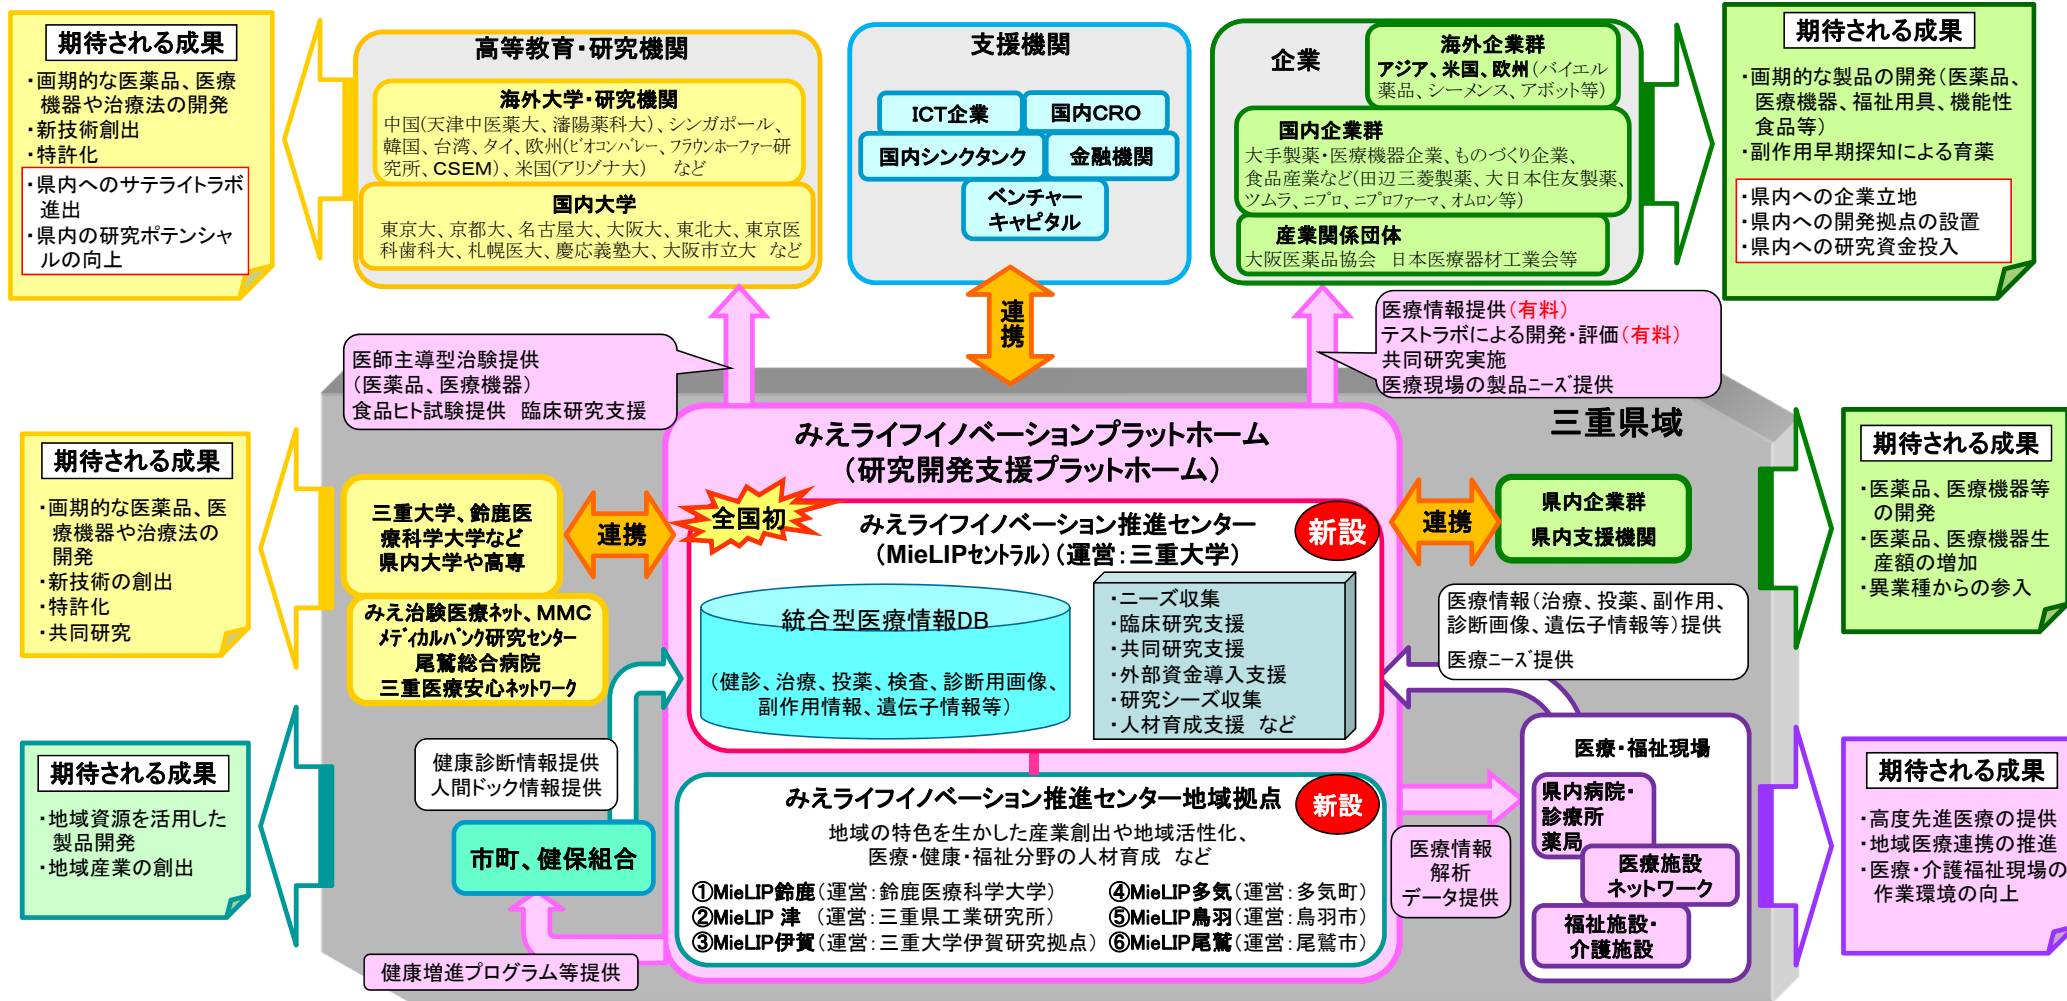 期待される成果
・画期的な医薬品、医療
機器や治療法の開発
・新技術創出
・特許化
・県内へのサテライトラボ
進出
・県内の研究ポテンシャ
ルの向上
高等教育・研究機関
海外大学・研究機関
中国(天津中医薬大、瀋陽薬科大)、シンガポール、
韓国、台湾、タイ、欧州(ﾋﾞｵｺﾝﾊﾞﾚｰ、ﾌﾗｳﾝﾎｰﾌｧｰ研
究所、CSEM)、米国(アリゾナ大)　など
国内大学
東京大、京都大、名古屋大、大阪大、東北大、東京医
科歯科大、札幌医大、慶応義塾大、大阪市立大 など
支援機関
ICT企業
国内CRO
国内シンクタンク
金融機関
ベンチャー
キャピタル
企業
海外企業群
アジア、米国、欧州(バイエル
薬品、シーメンス、アボット等)
国内企業群
大手製薬・医療機器企業、ものづくり企業、
食品産業など(田辺三菱製薬、大日本住友製薬、
ツムラ、ﾆﾌﾟﾛ、ﾆﾌﾟﾛﾌｧｰﾏ、ｵﾑﾛﾝ等)
産業関係団体
大阪医薬品協会　日本医療器材工業会等
期待される成果
・画期的な製品の開発(医薬品、
医療機器、福祉用具、機能性
食品等)
・副作用早期探知による育薬
・県内への企業立地
・県内への開発拠点の設置
・県内への研究資金投入
連
携
医師主導型治験提供
(医薬品、医療機器)
食品ヒト試験提供　臨床研究支援
医療情報提供(有料)
テストラボによる開発・評価(有料)
共同研究実施
医療現場の製品ﾆｰｽﾞ提供
三重県域
みえライフイノベーションプラットホーム
(研究開発支援プラットホーム)
期待される成果
・画期的な医薬品、医
療機器や治療法の
開発
・新技術の創出
・特許化
・共同研究
三重大学、鈴鹿医
療科学大学など
県内大学や高専
みえ治験医療ネット、MMC
ﾒﾃﾞｨｶﾙﾊﾞﾝｸ研究センター
尾鷲総合病院
三重医療安心ネットワーク
連携
全国初
みえライフイノベーション推進センター
(MieLIPｾﾝﾄﾗﾙ)(運営：三重大学)
新設
統合型医療情報DB
(健診、治療、投薬、検査、診断用画像、
副作用情報、遺伝子情報等)
・ニーズ収集
・臨床研究支援
・共同研究支援
・外部資金導入支援
・研究シーズ収集
・人材育成支援 など
連携
県内企業群
県内支援機関
医療情報(治療、投薬、副作用、
診断画像、遺伝子情報等)提供
医療ﾆｰｽﾞ提供
期待される成果
・医薬品、医療機器等
の開発
・医薬品、医療機器生
産額の増加
・異業種からの参入
期待される成果
・地域資源を活用した
製品開発
・地域産業の創出
健康診断情報提供
人間ドック情報提供
市町、健保組合
健康増進プログラム等提供
みえライフイノベーション推進センター地域拠点
新設
地域の特色を生かした産業創出や地域活性化、
医療・健康・福祉分野の人材育成 など
①MieLIP鈴鹿(運営：鈴鹿医療科学大学)
②MieLIP 津 (運営：三重県工業研究所)
③MieLIP伊賀(運営：三重大学伊賀研究拠点)
④MieLIP多気(運営：多気町)
⑤MieLIP鳥羽(運営：鳥羽市)
⑥MieLIP尾鷲(運営：尾鷲市)
医療情報
解析
データ提供
医療・福祉現場
県内病院・
診療所
薬局
医療施設
ネットワーク
福祉施設・
介護施設
期待される成果
・高度先進医療の提供
・地域医療連携の推進
・医療・介護福祉現場の
作業環境の向上